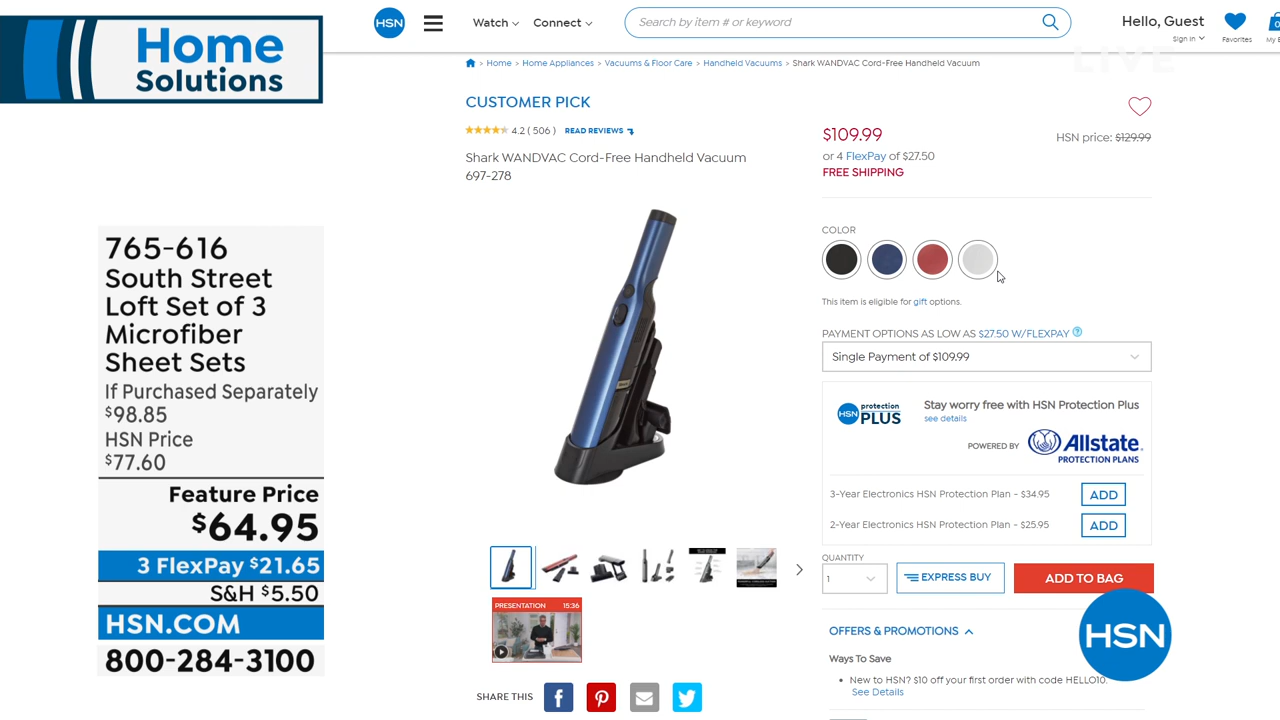 Home
Solutions
HSN
Watch
Connect
Search by item # or keyword
Hello, Guest
Sign In
Favorites
0
LIVE
> Home > Home Appliances > Vacuums & Floor Care > Handheld Vacuums > Shark WANDVAC Cord-Free Handheld Vacuum
CUSTOMER PICK
4.2 ( 506 ) READ REVIEWS
Shark WANDVAC Cord-Free Handheld Vacuum
697-278
$109.99
HSN price: $129.99
or 4 FlexPay of $27.50
FREE SHIPPING
COLOR
This item is eligible for gift options.
PAYMENT OPTIONS AS LOW AS $27.50 W/FLEXPAY ?
Single Payment of $109.99
HSN protection PLUS
Stay worry free with HSN Protection Plus
see details
POWERED BY Allstate.
PROTECTION PLANS
3-Year Electronics HSN Protection Plan - $34.95 ADD
2-Year Electronics HSN Protection Plan - $25.95 ADD
QUANTITY
1
EXPRESS BUY
ADD TO BAG
OFFERS & PROMOTIONS
Ways To Save
• New to HSN? $10 off your first order with code HELLO10.
See Details
PRESENTATION 15:36
SHARE THIS
765-616
South Street
Loft Set of 3
Microfiber
Sheet Sets
If Purchased Separately
$98.85
HSN Price
$77.60
Feature Price
$64.95
3 FlexPay $21.65
S&H $5.50
HSN.COM
800-284-3100
HSN